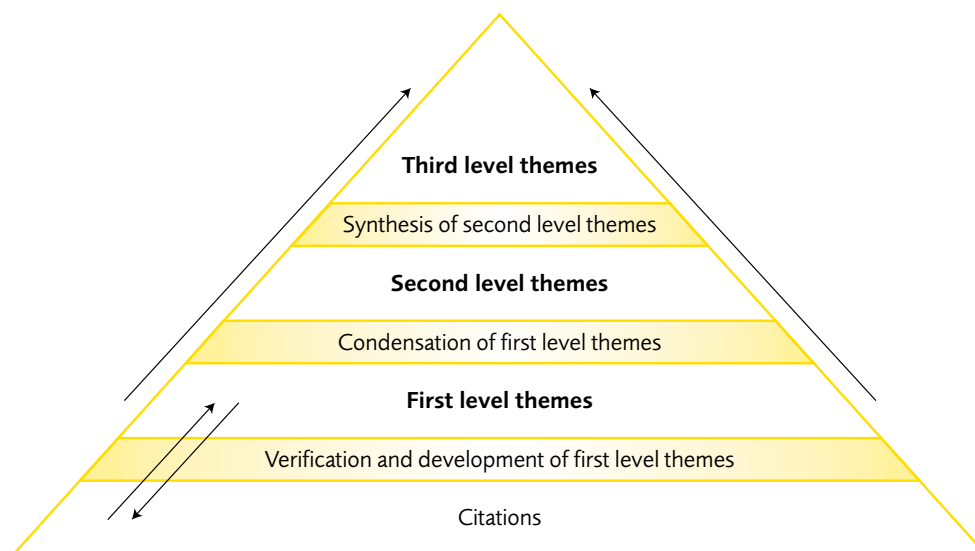 Third level themes
Synthesis of second level themes
Second level themes
Condensation of first level themes
First level themes
Verification and development of first level themes
Citations